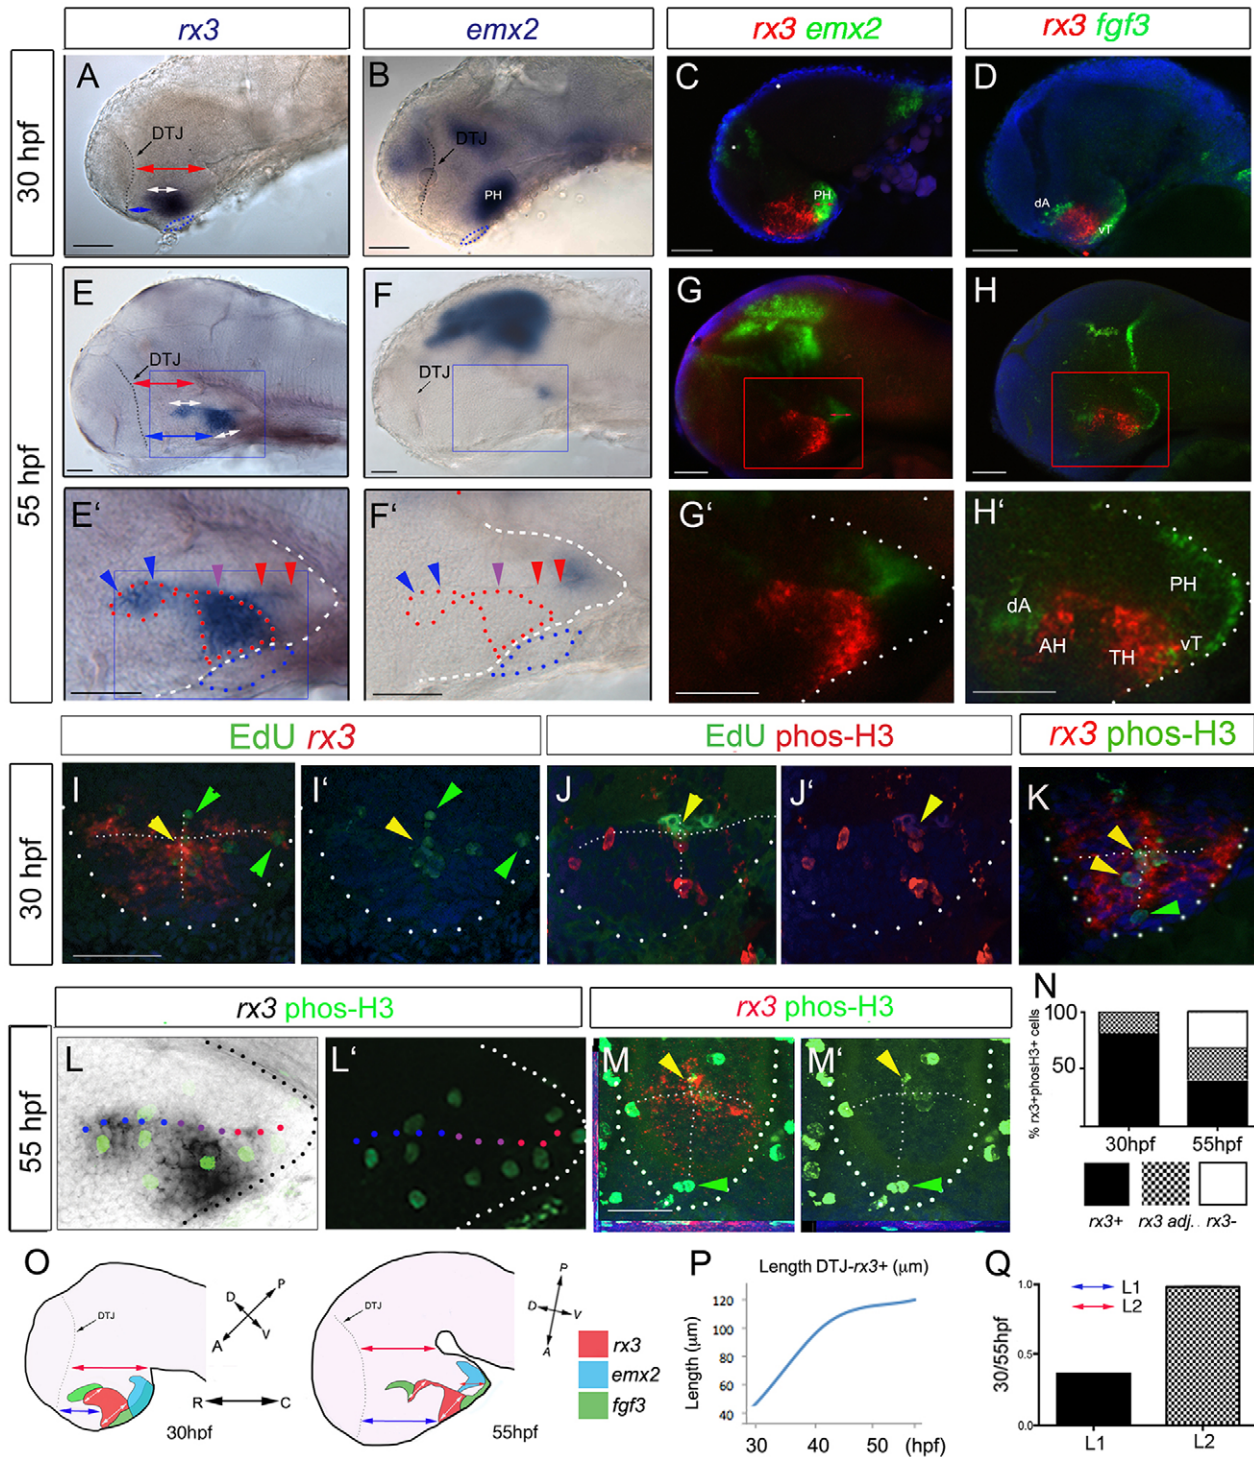 rx3
emx2
rx3 emx2
rx3 fgf3
30 hpf
A
DTJ
B
DTJ
PH
C
PH
D
dA
vT
55 hpf
E
DTJ
F
DTJ
G
H
E'
F'
G'
H'
dA
AH
TH
PH
vT
EdU rx3
EdU phos-H3
rx3 phos-H3
30 hpf
I
I'
J
J'
K
rx3 phos-H3
rx3 phos-H3
55 hpf
L
L'
M
M'
N
% rx3+phosH3+ cells
100
50
30hpf
55hpf
rx3+
rx3 adj.
rx3-
O
DTJ
D
P
A
V
R
C
30hpf
DTJ
P
D
V
A
rx3
emx2
fgf3
55hpf
P
Length DTJ-rx3+ (μm)
Length (μm)
120
100
80
60
40
30
40
50
(hpf)
Q
30/55hpf
1.0
0.5
0.0
L1
L2
L1
L2